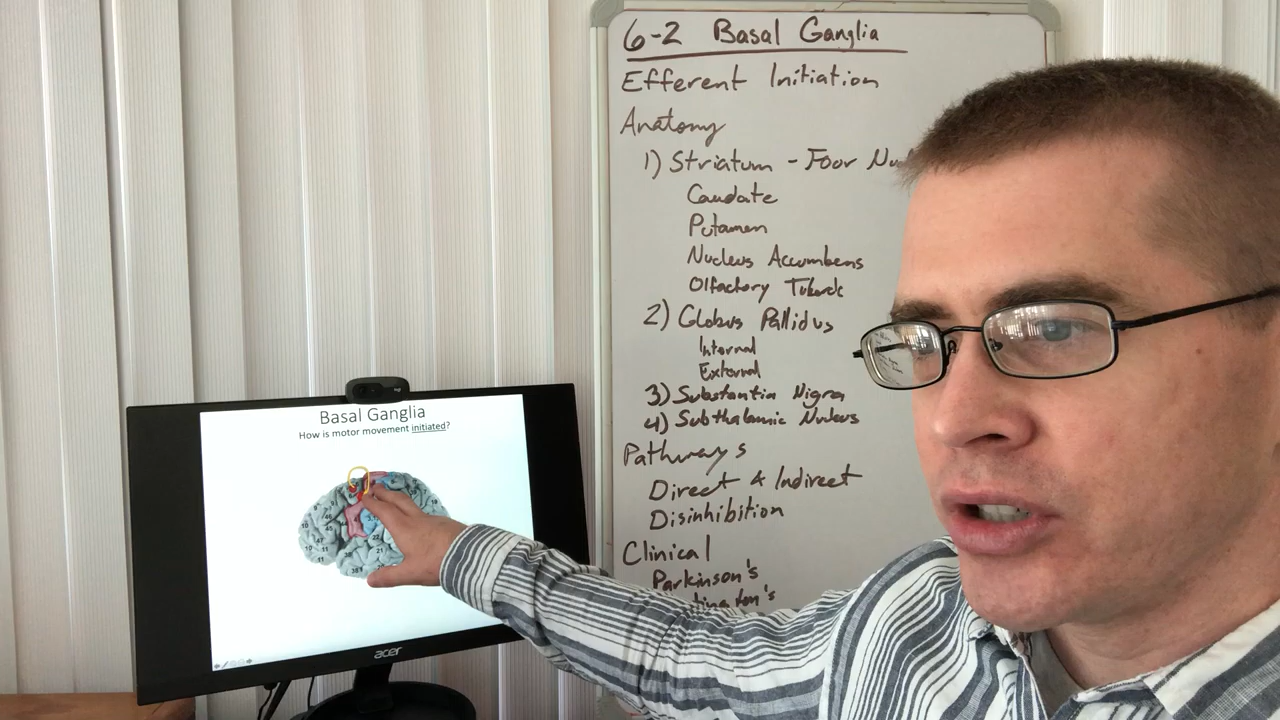 6-2 Basal Ganglia
Efferent Initiation
Anatomy
1) Striatum - Four
Caudate
Putamen
Nucleus Accumbens
Olfactory
2) Globus Pallidus
Internal
External
3) Substantia Nigra
4) Subthalamic Nucleus
Pathways
Direct & Indirect
Disinhibition
Clinical
Parkinson's
Basal Ganglia
How is motor movement initiated?
acer